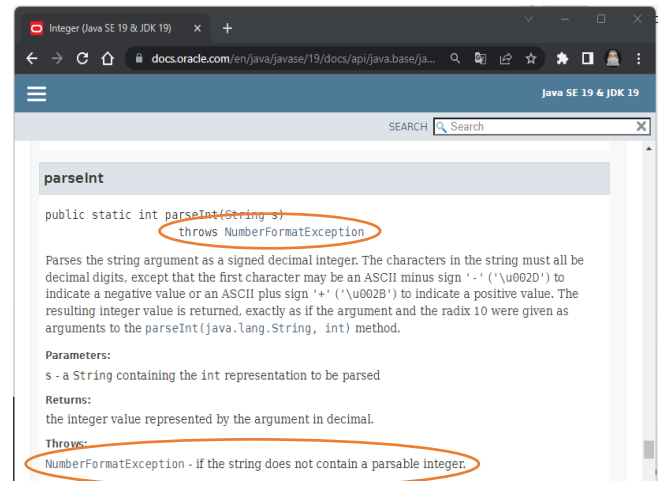 Integer (Java SE 19 & JDK 19)
docs.oracle.com/en/java/javase/19/docs/api/java.base/ja...
Java SE 19 & JDK 19
SEARCH Search
parseInt
public static int parseInt(String s)
throws NumberFormatException
Parses the string argument as a signed decimal integer. The characters in the string must all be
decimal digits, except that the first character may be an ASCII minus sign '-' ('\u002D') to
indicate a negative value or an ASCII plus sign '+' ('\u002B') to indicate a positive value. The
resulting integer value is returned, exactly as if the argument and the radix 10 were given as
arguments to the parseInt(java.lang.String, int) method.
Parameters:
s - a String containing the int representation to be parsed
Returns:
the integer value represented by the argument in decimal.
Throws:
NumberFormatException - if the string does not contain a parsable integer.